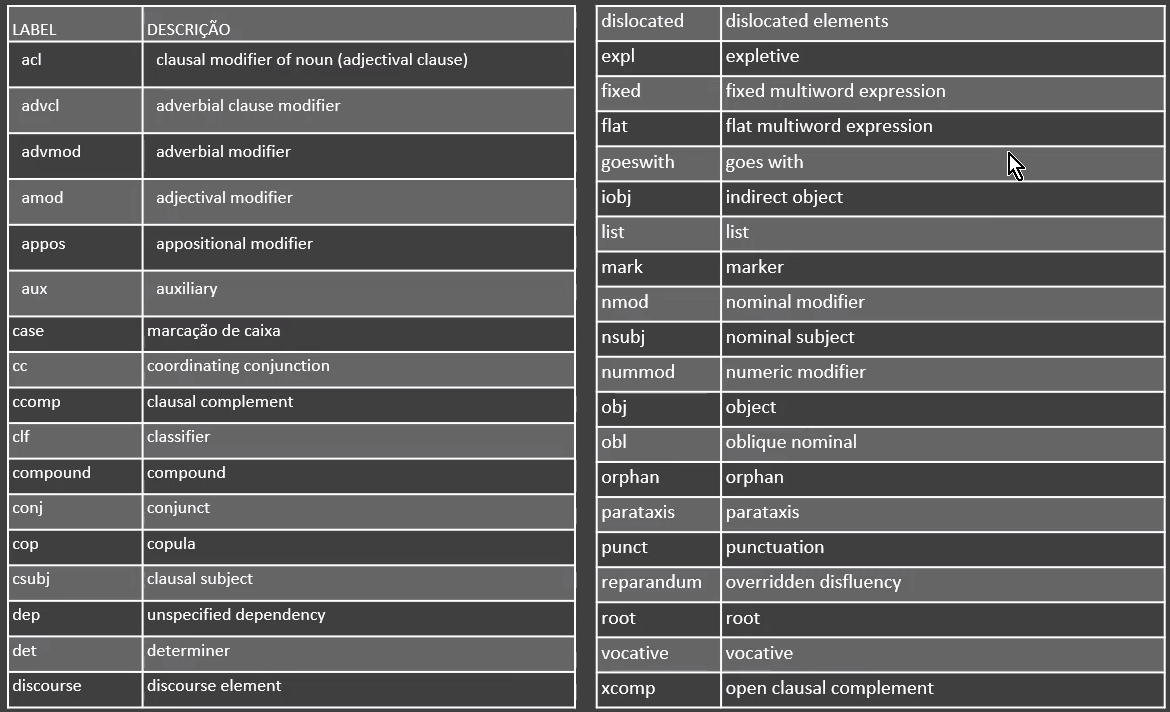 LABEL DESCRIÇÃO
acl clausal modifier of noun (adjectival clause)
advcl adverbial clause modifier
advmod adverbial modifier
amod adjectival modifier
appos appositional modifier
aux auxiliary
case marcação de caixa
cc coordinating conjunction
ccomp clausal complement
clf classifier
compound compound
conj conjunct
cop copula
csubj clausal subject
dep unspecified dependency
det determiner
discourse discourse element
dislocated dislocated elements
expl expletive
fixed fixed multiword expression
flat flat multiword expression
goeswith goes with
iobj indirect object
list list
mark marker
nmod nominal modifier
nsubj nominal subject
nummod numeric modifier
obj object
obl oblique nominal
orphan orphan
parataxis parataxis
punct punctuation
reparandum overridden disfluency
root root
vocative vocative
xcomp open clausal complement